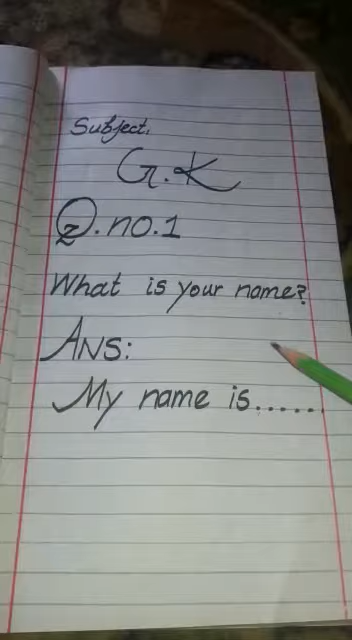 Subject.
G.K
Q.no.1
What is your name?
Ans:
My name is......